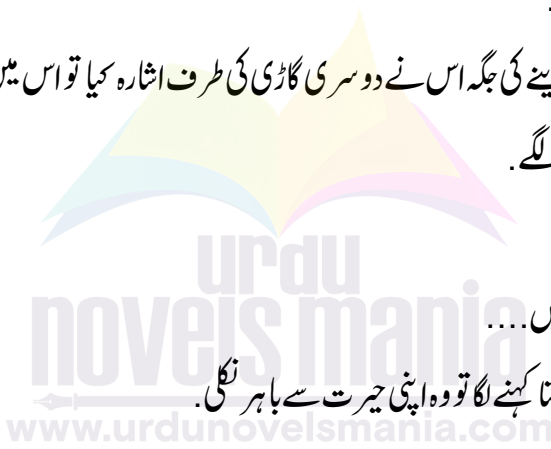 ینے کی جگہ اس نے دوسری گاڑی کی طرف اشارہ کیا تو اس میں
لگے.
urdu
novels mania
ں....
نا کہنے لگا تو وہ اپنی حیرت سے باہر نکلی.
www.urdunovelsmania.com